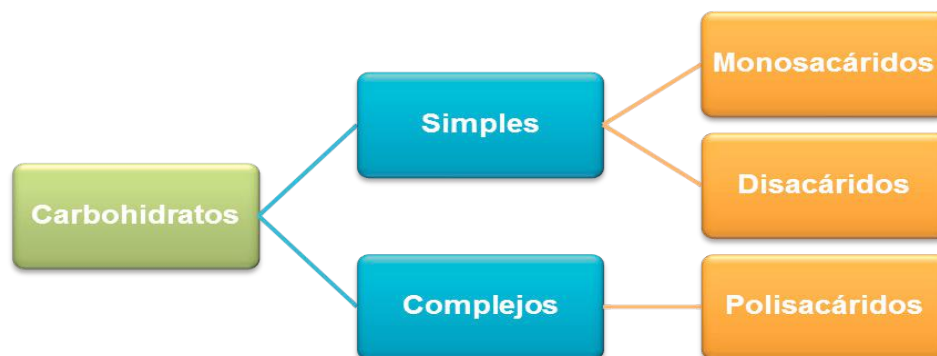 Carbohidratos
Simples
Monosacáridos
Disacáridos
Complejos
Polisacáridos